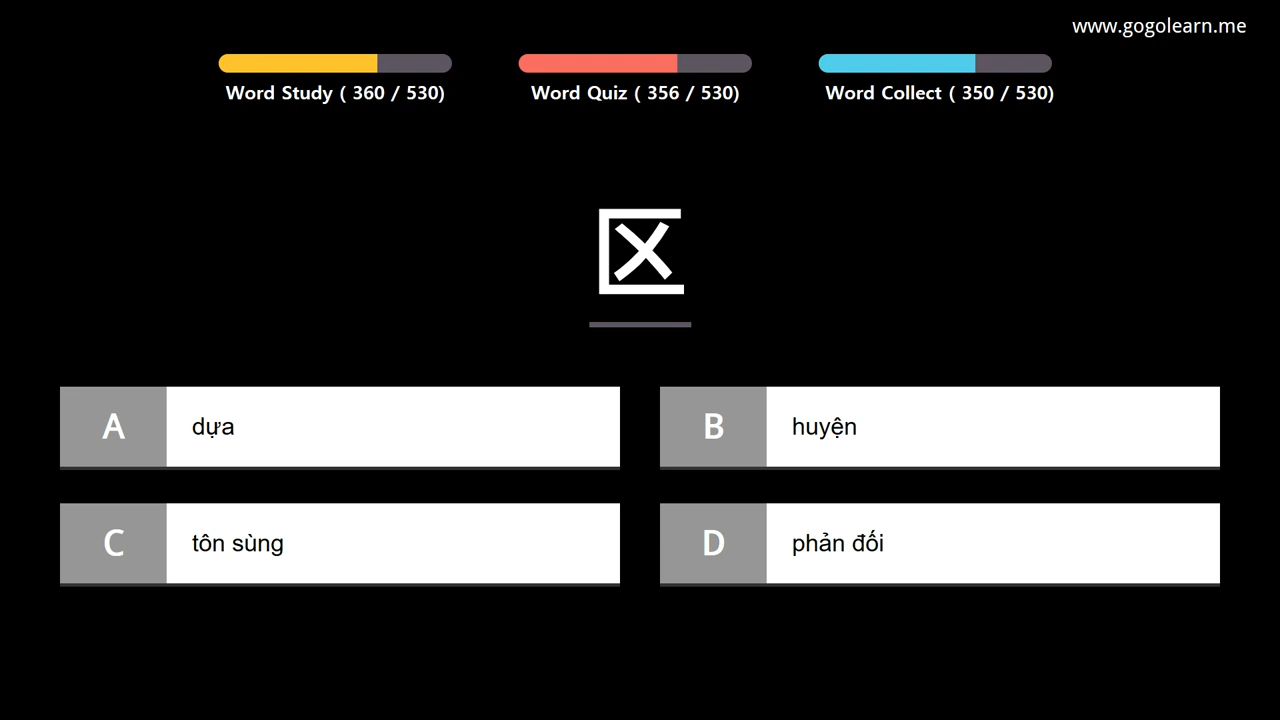 www.gogolearn.me
Word Study ( 360 / 530)
Word Quiz ( 356 / 530)
Word Collect ( 350 / 530)
区
A dựa
B huyện
C tôn sùng
D phản đối